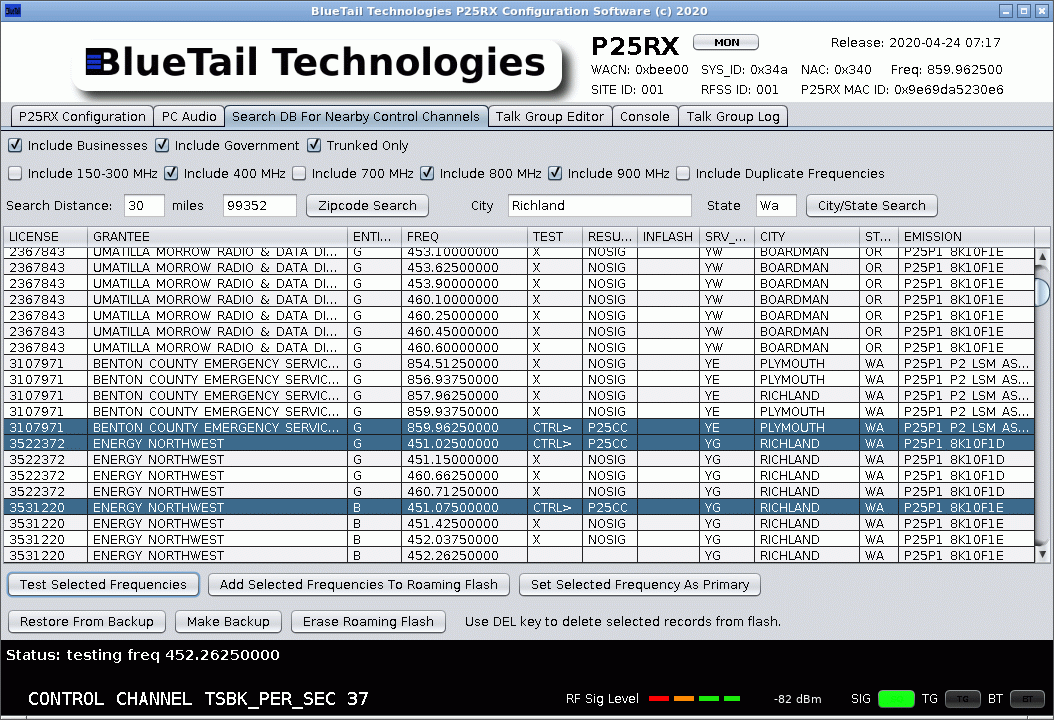 BlueTail Technologies P25RX Configuration Software (c) 2020
BlueTail Technologies
P25RX MON Release: 2020-04-24 07:17
WACN: 0xbee00 SYS_ID: 0x34a NAC: 0x340 Freq: 859.962500
SITE ID: 001 RFSS ID: 001 P25RX MAC ID: 0x9e69da5230e6
P25RX Configuration PC Audio Search DB For Nearby Control Channels Talk Group Editor Console Talk Group Log
Include Businesses Include Government Trunked Only
Include 150-300 MHz Include 400 MHz Include 700 MHz Include 800 MHz Include 900 MHz Include Duplicate Frequencies
Search Distance: 30 miles 99352 Zipcode Search City Richland State Wa City/State Search
LICENSE GRANTEE ENTI... FREQ TEST RESU... INFLASH SRV_... CITY ST... EMISSION
2367843 UMATILLA MORROW RADIO & DATA DI... G 453.10000000 X NOSIG YW BOARDMAN OR P25P1 8K10F1E
2367843 UMATILLA MORROW RADIO & DATA DI... G 453.62500000 X NOSIG YW BOARDMAN OR P25P1 8K10F1E
2367843 UMATILLA MORROW RADIO & DATA DI... G 453.90000000 X NOSIG YW BOARDMAN OR P25P1 8K10F1E
2367843 UMATILLA MORROW RADIO & DATA DI... G 460.10000000 X NOSIG YW BOARDMAN OR P25P1 8K10F1E
2367843 UMATILLA MORROW RADIO & DATA DI... G 460.25000000 X NOSIG YW BOARDMAN OR P25P1 8K10F1E
2367843 UMATILLA MORROW RADIO & DATA DI... G 460.45000000 X NOSIG YW BOARDMAN OR P25P1 8K10F1E
2367843 UMATILLA MORROW RADIO & DATA DI... G 460.60000000 X NOSIG YW BOARDMAN OR P25P1 8K10F1E
3107971 BENTON COUNTY EMERGENCY SERVIC... G 854.51250000 X NOSIG YE PLYMOUTH WA P25P1 P2 LSM AS...
3107971 BENTON COUNTY EMERGENCY SERVIC... G 856.93750000 X NOSIG YE PLYMOUTH WA P25P1 P2 LSM AS...
3107971 BENTON COUNTY EMERGENCY SERVIC... G 857.96250000 X NOSIG YE RICHLAND WA P25P1 P2 LSM AS...
3107971 BENTON COUNTY EMERGENCY SERVIC... G 859.93750000 X NOSIG YE PLYMOUTH WA P25P1 P2 LSM AS...
3107971 BENTON COUNTY EMERGENCY SERVIC... G 859.96250000 CTRL> P25CC YE PLYMOUTH WA P25P1 P2 LSM AS...
3522372 ENERGY NORTHWEST G 451.02500000 CTRL> P25CC YG RICHLAND WA P25P1 8K10F1D
3522372 ENERGY NORTHWEST G 451.15000000 X NOSIG YG RICHLAND WA P25P1 8K10F1D
3522372 ENERGY NORTHWEST G 460.66250000 X NOSIG YG RICHLAND WA P25P1 8K10F1D
3522372 ENERGY NORTHWEST G 460.71250000 X NOSIG YG RICHLAND WA P25P1 8K10F1D
3531220 ENERGY NORTHWEST B 451.07500000 CTRL> P25CC YG RICHLAND WA P25P1 8K10F1E
3531220 ENERGY NORTHWEST B 451.42500000 X NOSIG YG RICHLAND WA P25P1 8K10F1E
3531220 ENERGY NORTHWEST B 452.03750000 X NOSIG YG RICHLAND WA P25P1 8K10F1E
3531220 ENERGY NORTHWEST B 452.26250000 YG RICHLAND WA P25P1 8K10F1E
Test Selected Frequencies Add Selected Frequencies To Roaming Flash Set Selected Frequency As Primary
Restore From Backup Make Backup Erase Roaming Flash Use DEL key to delete selected records from flash.
Status: testing freq 452.26250000
CONTROL CHANNEL TSBK_PER_SEC 37 RF Sig Level -82 dBm SIG TG TG BT BT